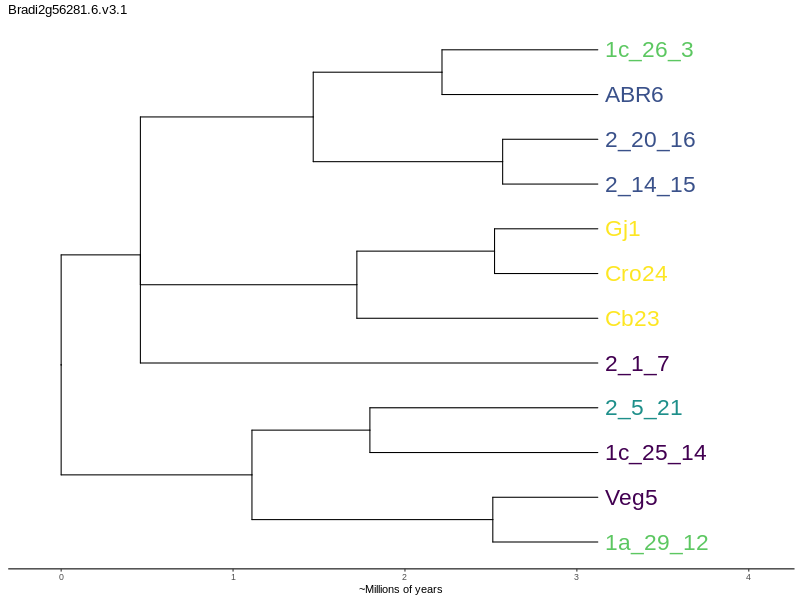 Bradi2g56281.6.v3.1
1c_26_3
ABR6
2_20_16
2_14_15
Gj1
Cro24
Cb23
2_1_7
2_5_21
1c_25_14
Veg5
1a_29_12
0 1 2 3 4
~Millions of years